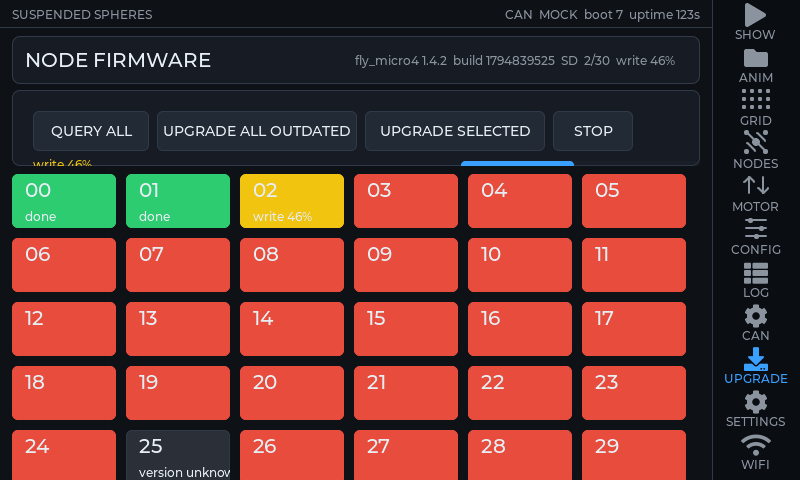 SUSPENDED SPHERES
CAN MOCK boot 7 uptime 123s
NODE FIRMWARE
fly_micro4 1.4.2 build 1794839525 SD 2/30 write 46%
QUERY ALL
UPGRADE ALL OUTDATED
UPGRADE SELECTED
STOP
write 46%
00
done
01
done
02
write 46%
03
04
05
06
07
08
09
10
11
12
13
14
15
16
17
18
19
20
21
22
23
24
25
version unknow
26
27
28
29
SHOW
ANIM
GRID
NODES
MOTOR
CONFIG
LOG
CAN
UPGRADE
SETTINGS
WIFI